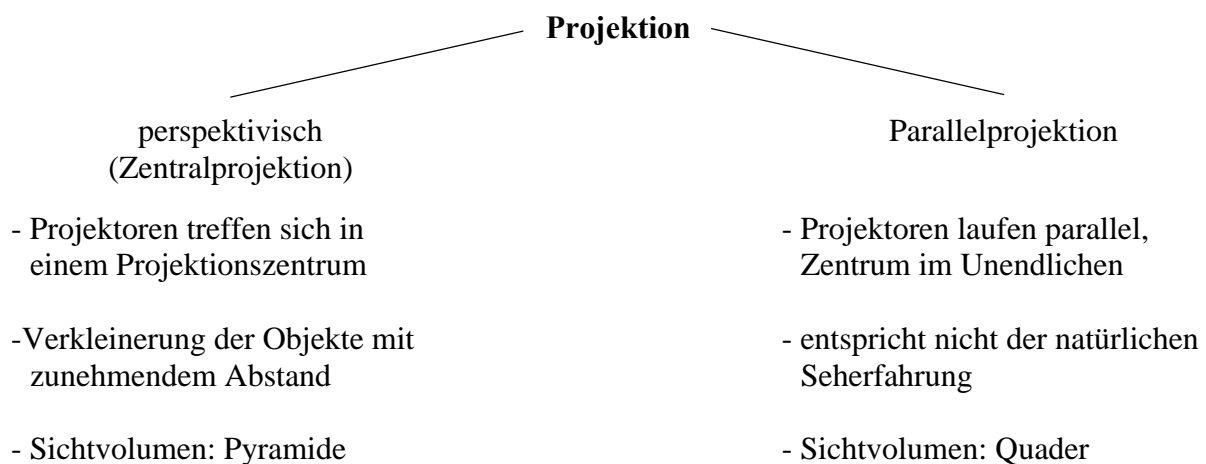 Projektion
perspektivisch
(Zentralprojektion)
- Projektoren treffen sich in
einem Projektionszentrum
-Verkleinerung der Objekte mit
zunehmendem Abstand
- Sichtvolumen: Pyramide
Parallelprojektion
- Projektoren laufen parallel,
Zentrum im Unendlichen
- entspricht nicht der natürlichen
Seherfahrung
- Sichtvolumen: Quader